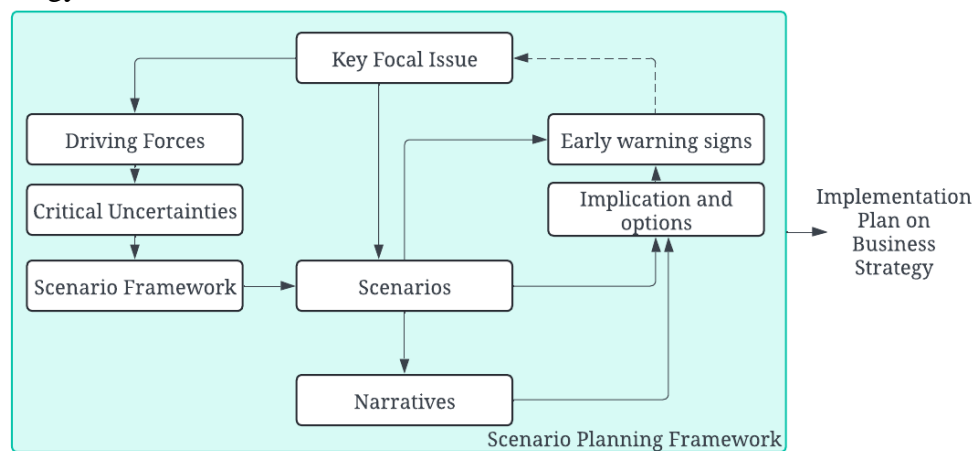 Key Focal Issue
Driving Forces
Early warning signs
Critical Uncertainties
Implication and
options
Implementation
Plan on
Business
Strategy
Scenario Framework
Scenarios
Narratives
Scenario Planning Framework